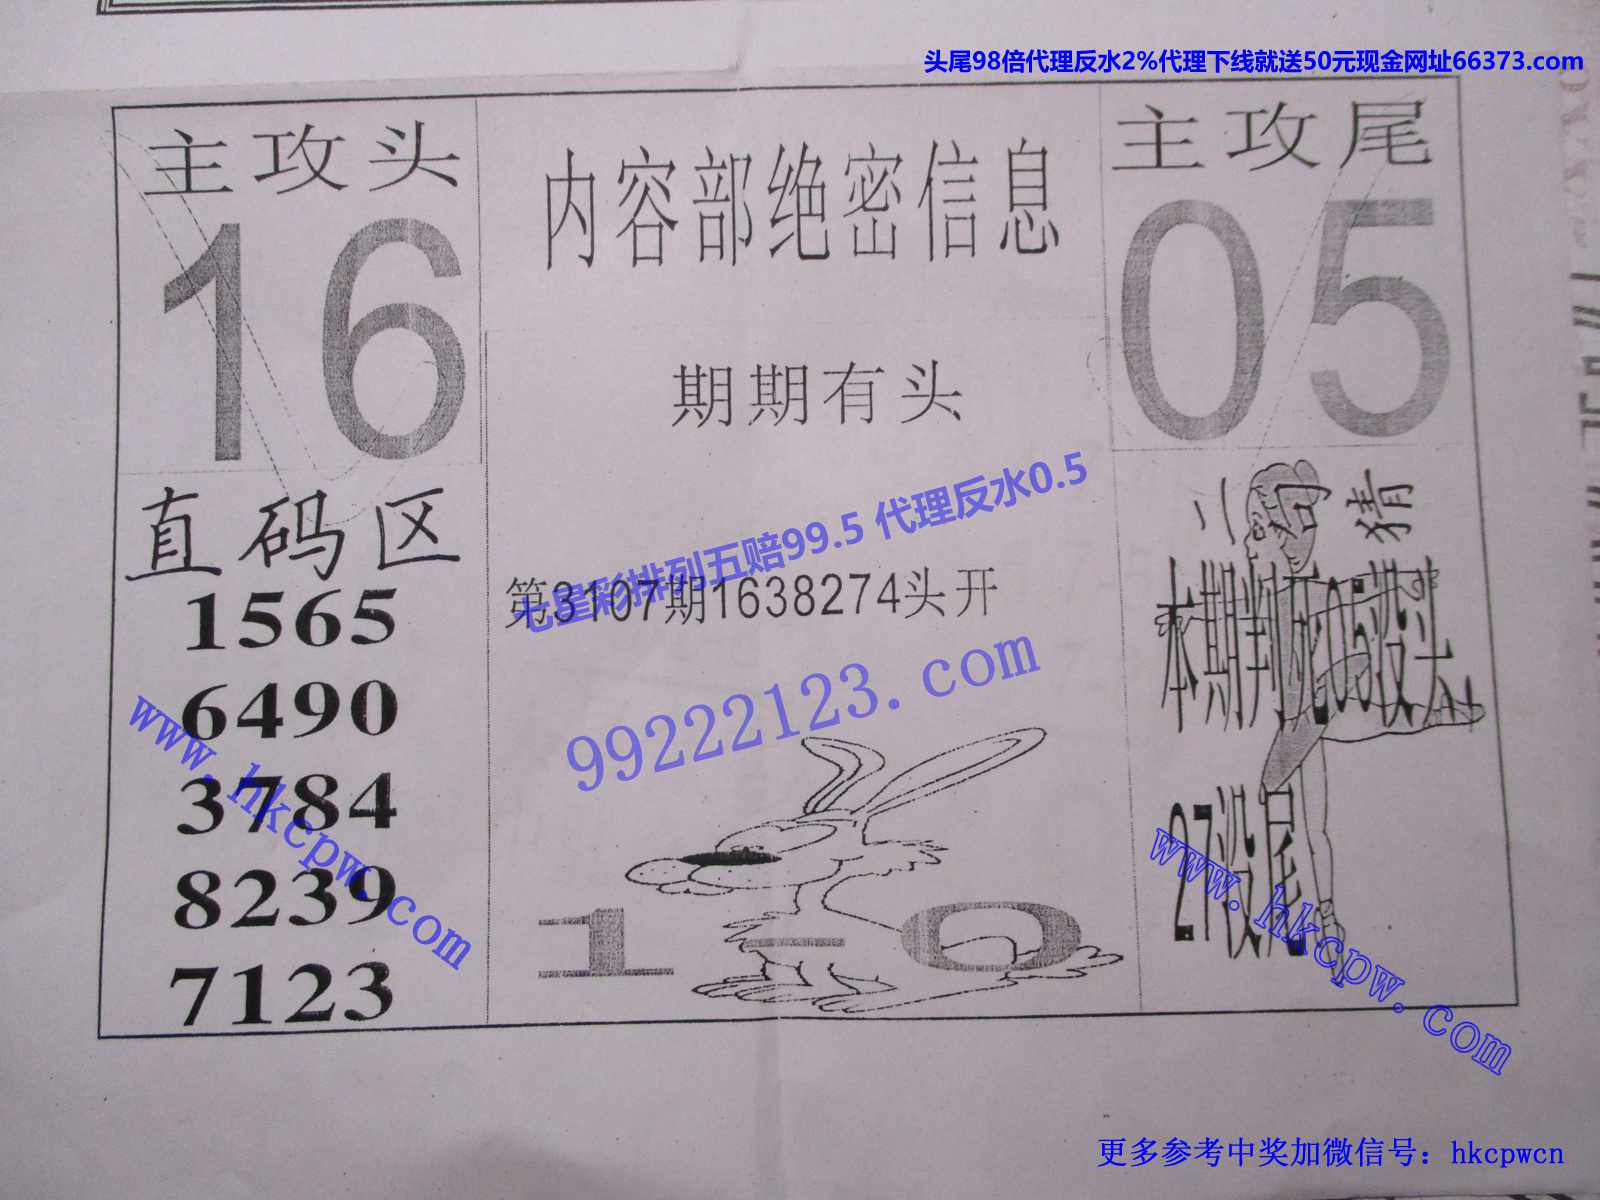 头尾98倍代理反水2%代理下线就送50元现金网址66373.com
主攻头
16
内容部绝密信息
主攻尾
05
期期有头
直码区
1565
6490
3784
8239
7123
七星彩排列五赔99.5 代理反水0.5
第3107期1638274头开
99222123.com
1-0
二句猜
本期判死05没头
27没尾
www.hkcpw.com
www.hkcpw.com
更多参考中奖加微信号：hkcpwcn